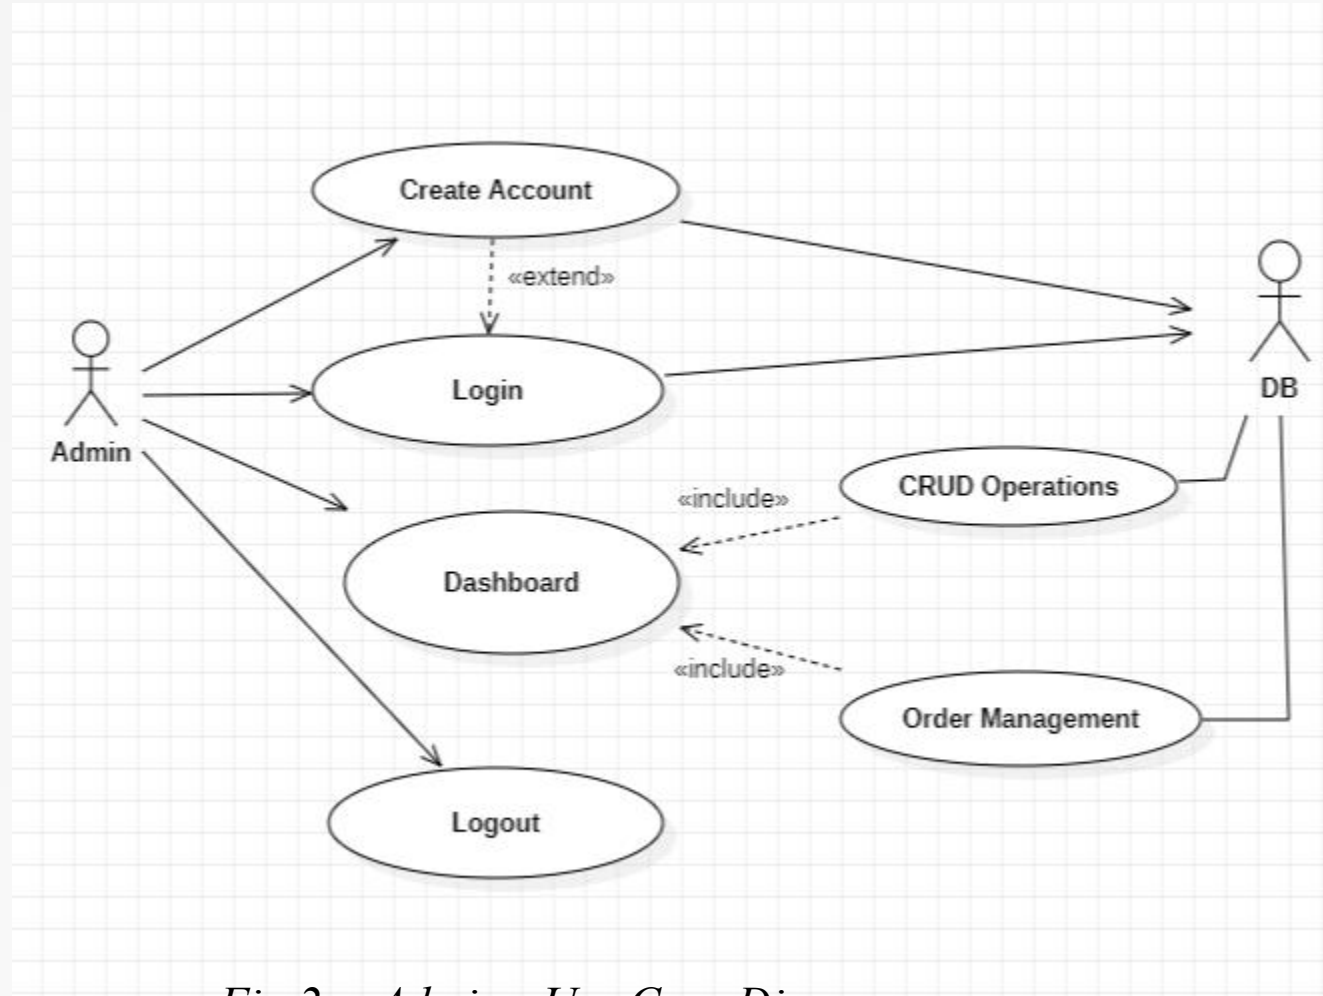 Create Account
«extend»
DB
Login
Admin
CRUD Operations
«include»
Dashboard
«include»
Order Management
Logout